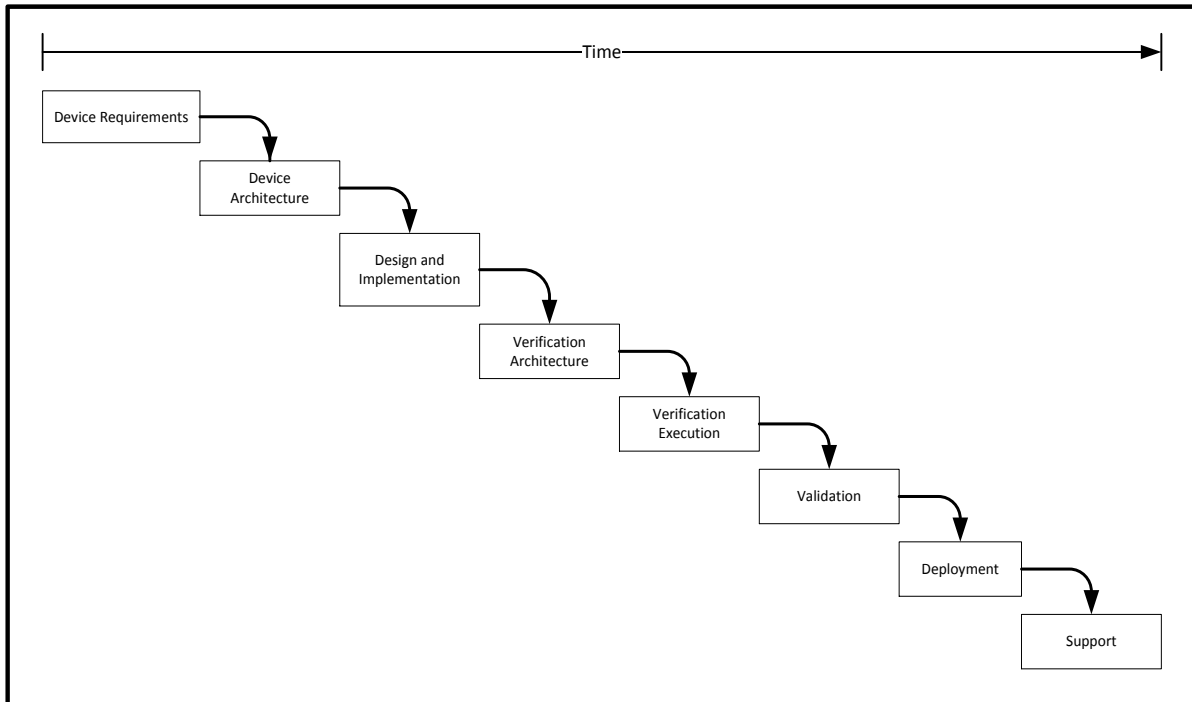 Time
Device Requirements
Device
Architecture
Design and
Implementation
Verification
Architecture
Verification
Execution
Validation
Deployment
Support